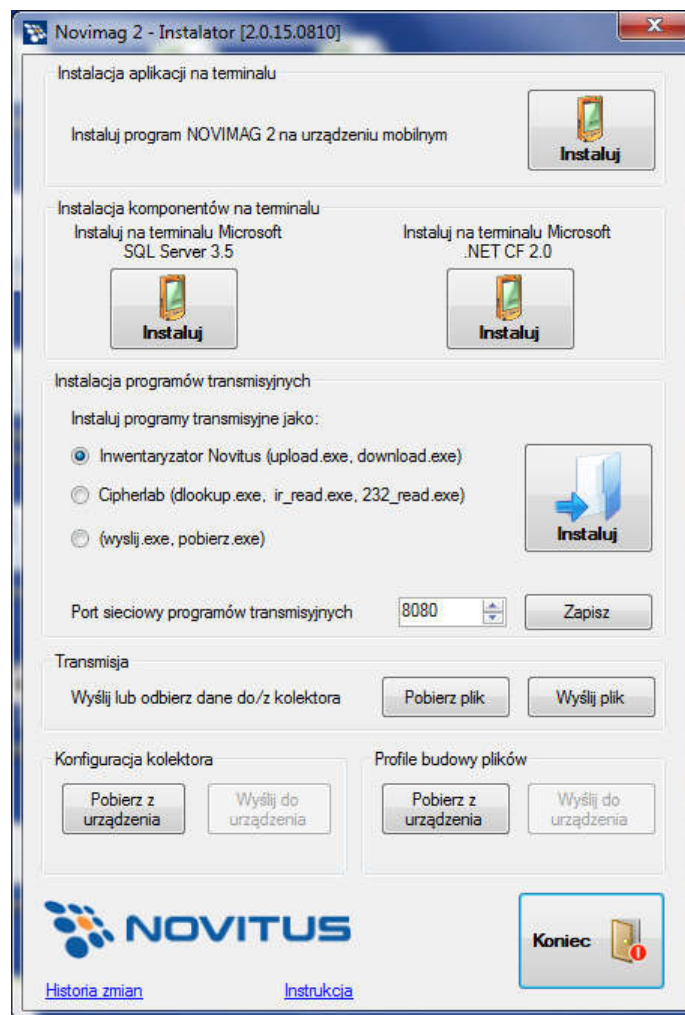 Novimag 2 - Instalator [2.0.15.0810]
Instalacja aplikacji na terminalu
Instaluj program NOVIMAG 2 na urządzeniu mobilnym
Instaluj
Instalacja komponentów na terminalu
Instaluj na terminalu Microsoft
SQL Server 3.5
Instaluj
Instaluj na terminalu Microsoft
.NET CF 2.0
Instaluj
Instalacja programów transmisyjnych
Instaluj programy transmisyjne jako:
Inwentaryzator Novitus (upload.exe, download.exe)
Cipherlab (dlookup.exe, ir_read.exe, 232_read.exe)
(wyslij.exe, pobierz.exe)
Instaluj
Port sieciowy programów transmisyjnych
8080
Zapisz
Transmisja
Wyślij lub odbierz dane do/z kolektora
Pobierz plik
Wyślij plik
Konfiguracja kolektora
Pobierz z
urządzenia
Wyślij do
urządzenia
Profile budowy plików
Pobierz z
urządzenia
Wyślij do
urządzenia
NOVITUS
Koniec
Historia zmian
Instrukcja